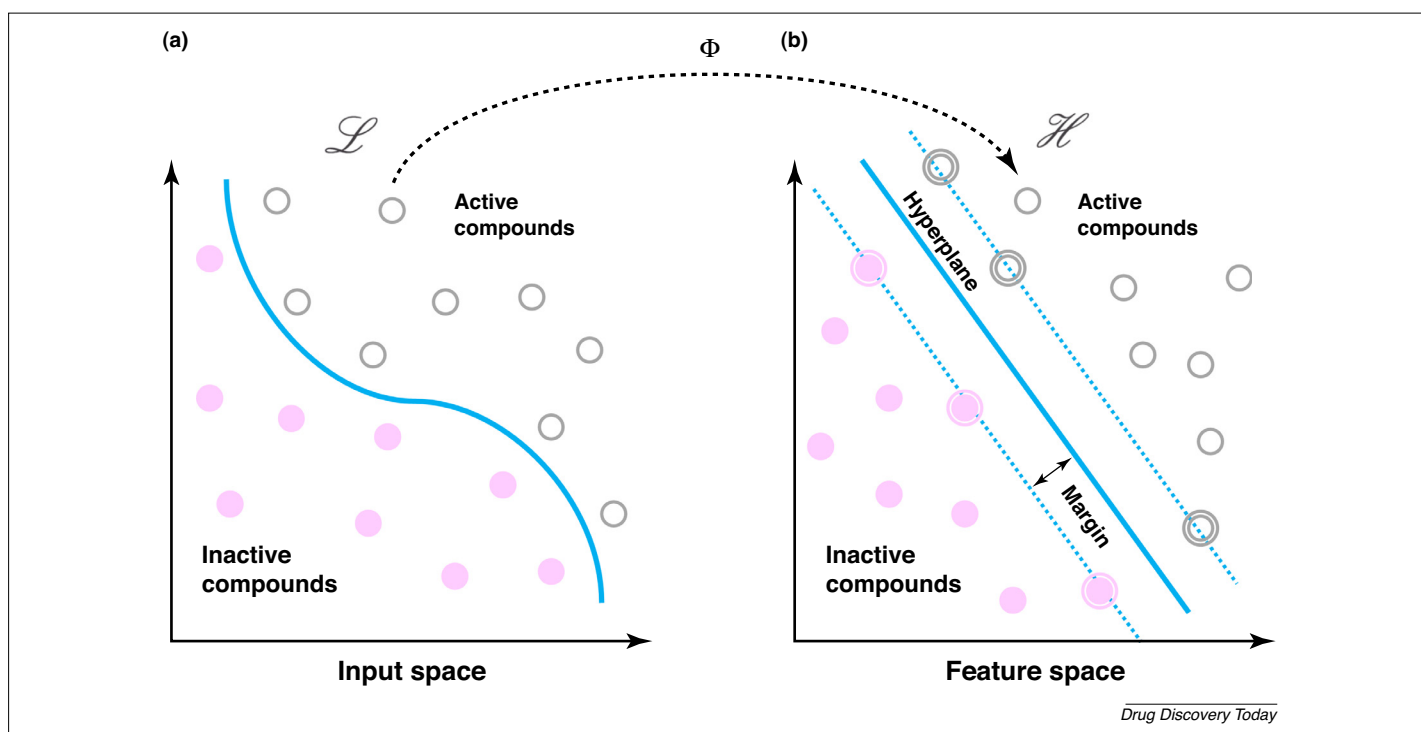 (a)
Φ
(b)
ℒ
ℋ
Active
compounds
Inactive
compounds
Input space
Hyperplane
Active
compounds
Margin
Inactive
compounds
Feature space
Drug Discovery Today